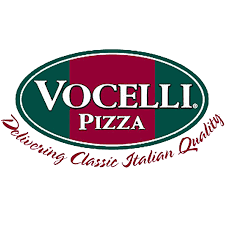 VOCELLI®
PIZZA
Delivering Classic Italian Quality